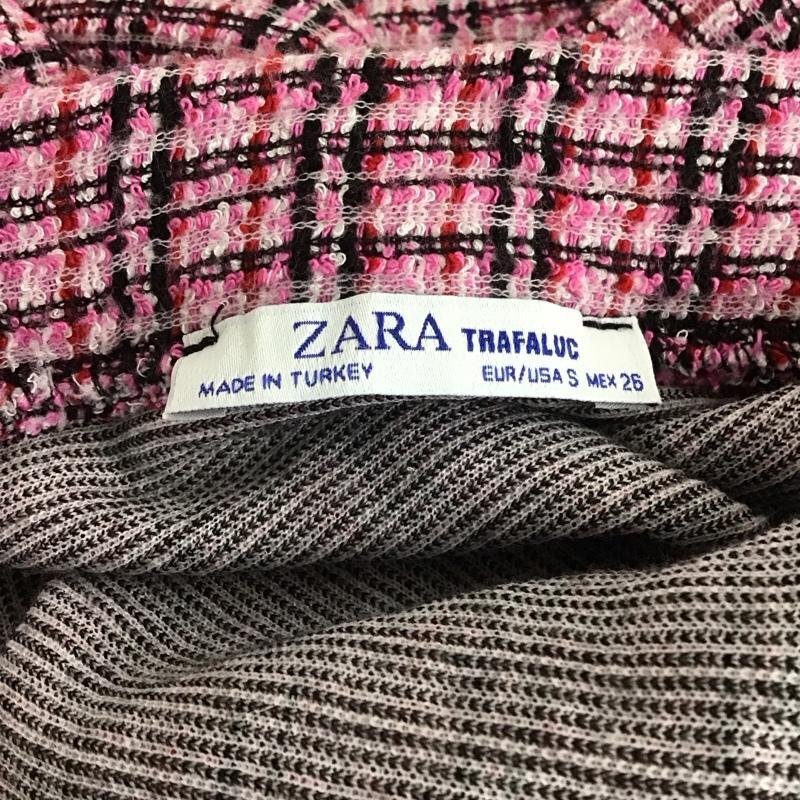 ZARA TRAFALUC
MADE IN TURKEY EUR/USA S MEX 26